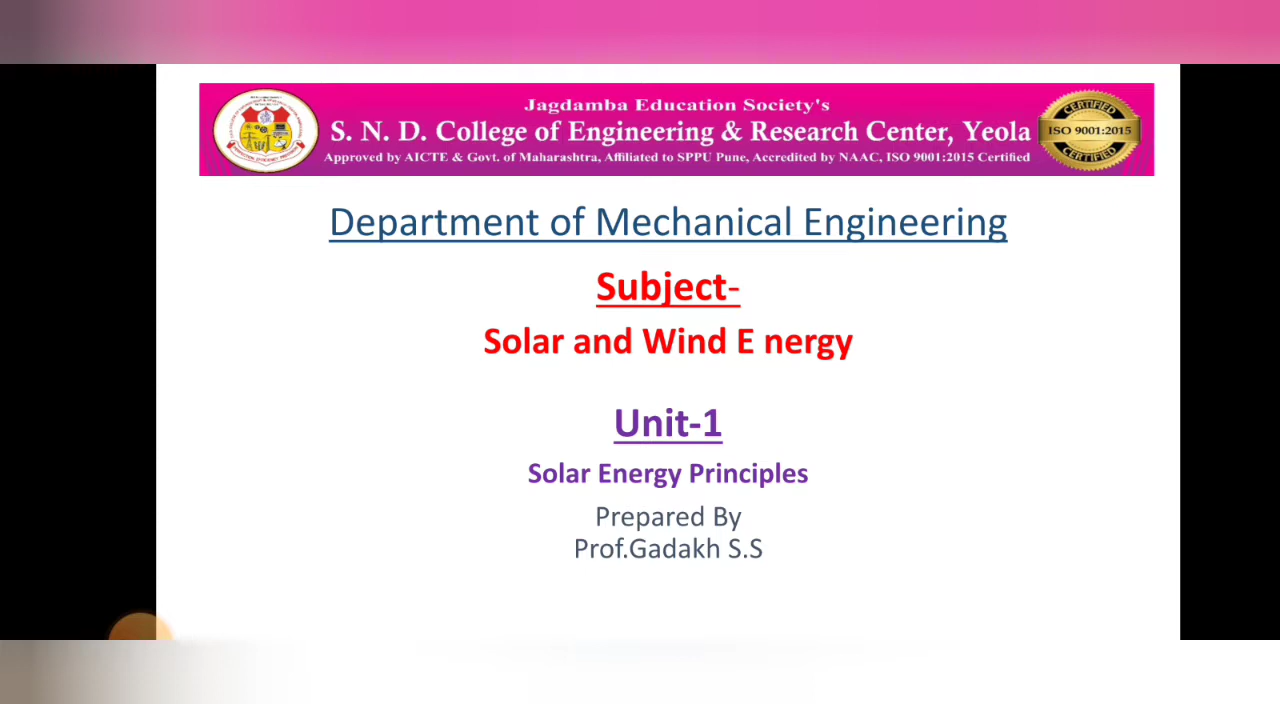 Jagdamba Education Society's
S. N. D. College of Engineering & Research Center, Yeola
Approved by AICTE & Govt. of Maharashtra, Affiliated to SPPU Pune, Accredited by NAAC, ISO 9001:2015 Certified
CERTIFIED
ISO 9001:2015
CERTIFIED
Department of Mechanical Engineering
Subject-
Solar and Wind E nergy
Unit-1
Solar Energy Principles
Prepared By
Prof.Gadakh S.S